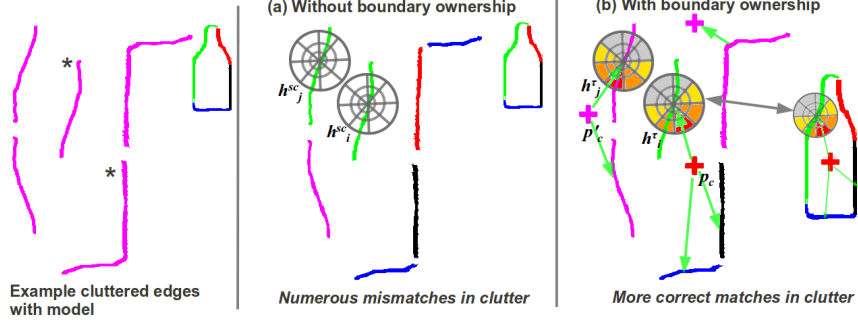 (a) Without boundary ownership
(b) With boundary ownership
*
*
h^sc_j
h^sc_i
h^τ_j
h^τ_i
p'_c
p_c
Example cluttered edges
with model
Numerous mismatches in clutter
More correct matches in clutter